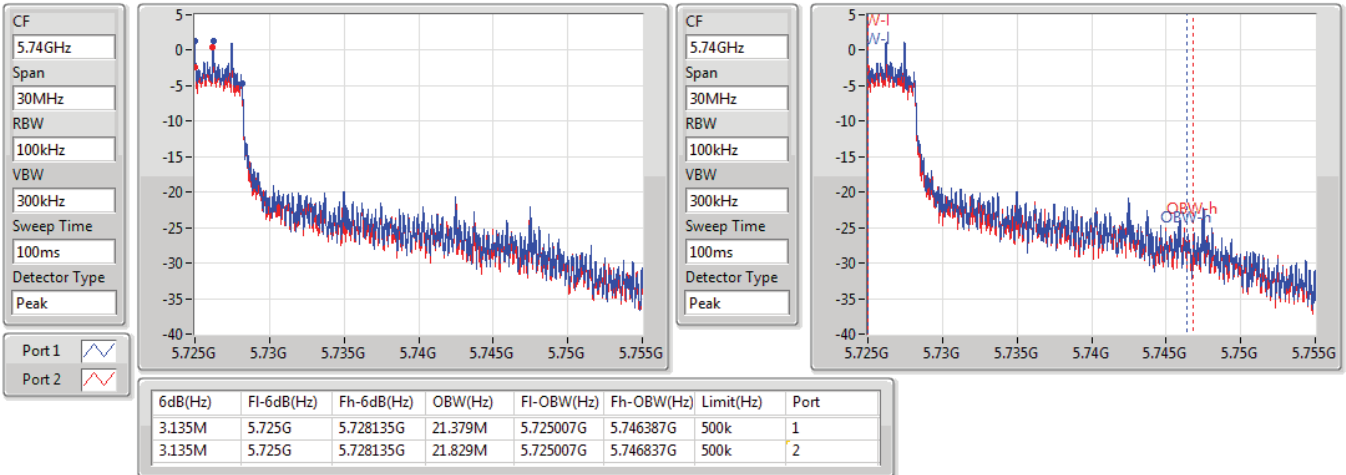 CF
5.74GHz
Span
30MHz
RBW
100kHz
VBW
300kHz
Sweep Time
100ms
Detector Type
Peak
Port 1
Port 2
5
0
-5
-10
-15
-20
-25
-30
-35
-40
5.725G 5.73G 5.735G 5.74G 5.745G 5.75G 5.755G
CF
5.74GHz
Span
30MHz
RBW
100kHz
VBW
300kHz
Sweep Time
100ms
Detector Type
Peak
5
0
-5
-10
-15
-20
-25
-30
-35
-40
W-l
W-l
OBW-h
OBW-h
5.725G 5.73G 5.735G 5.74G 5.745G 5.75G 5.755G
6dB(Hz) Fl-6dB(Hz) Fh-6dB(Hz) OBW(Hz) Fl-OBW(Hz) Fh-OBW(Hz) Limit(Hz) Port
3.135M 5.725G 5.728135G 21.379M 5.725007G 5.746387G 500k 1
3.135M 5.725G 5.728135G 21.829M 5.725007G 5.746837G 500k 2